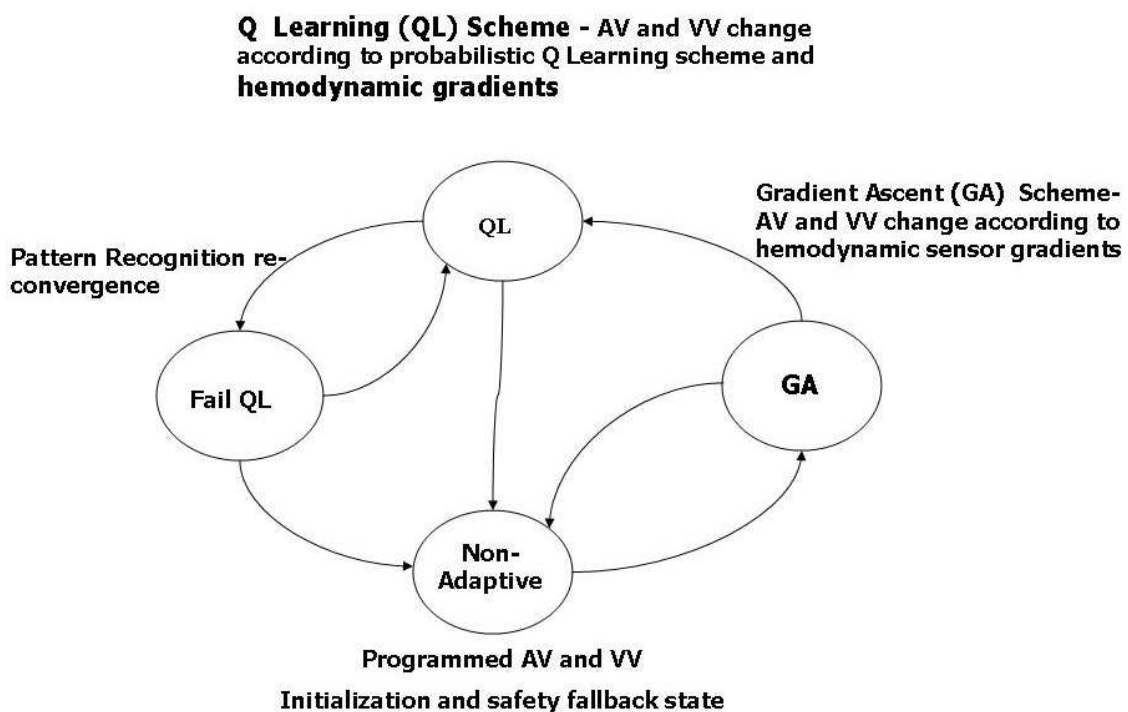 Q Learning (QL) Scheme - AV and VV change
according to probabilistic Q Learning scheme and
hemodynamic gradients
QL
Gradient Ascent (GA) Scheme-
AV and VV change according to
hemodynamic sensor gradients
Pattern Recognition re-
convergence
Fail QL
GA
Non-
Adaptive
Programmed AV and VV
Initialization and safety fallback state